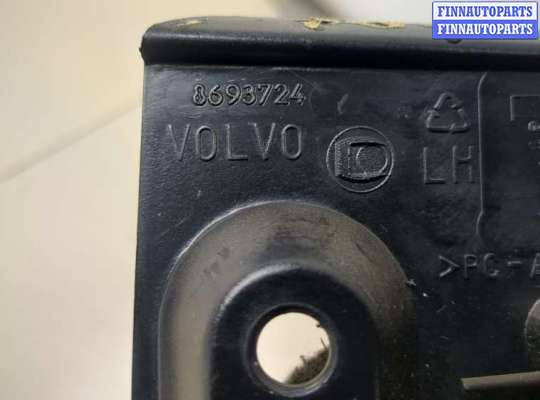 FINNAUTOPARTS
FINNAUTOPARTS
8693724
VOLVO
LH
>PC-A